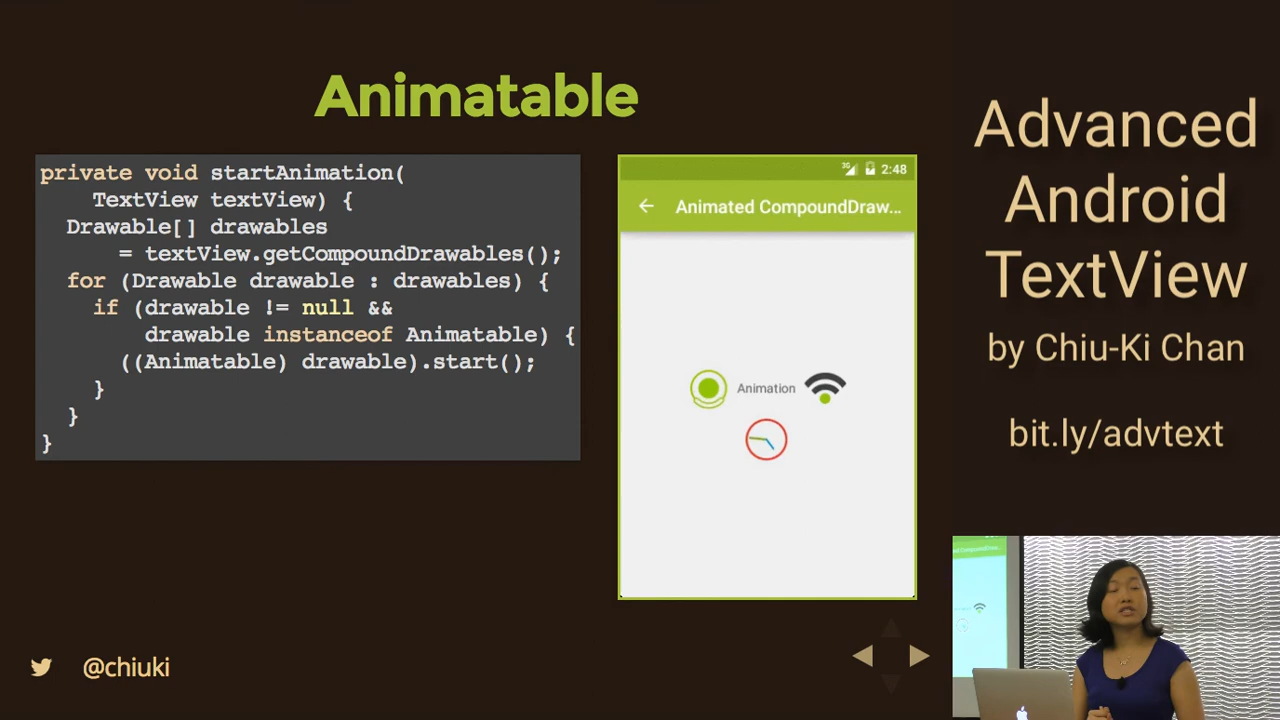 Animatable
private void startAnimation(
    TextView textView) {
  Drawable[] drawables
      = textView.getCompoundDrawables();
  for (Drawable drawable : drawables) {
    if (drawable != null &&
        drawable instanceof Animatable) {
      ((Animatable) drawable).start();
    }
  }
}
3G 2:48
Animated CompoundDraw...
Animation
@chiuki
Advanced
Android
TextView
by Chiu-Ki Chan
bit.ly/advtext